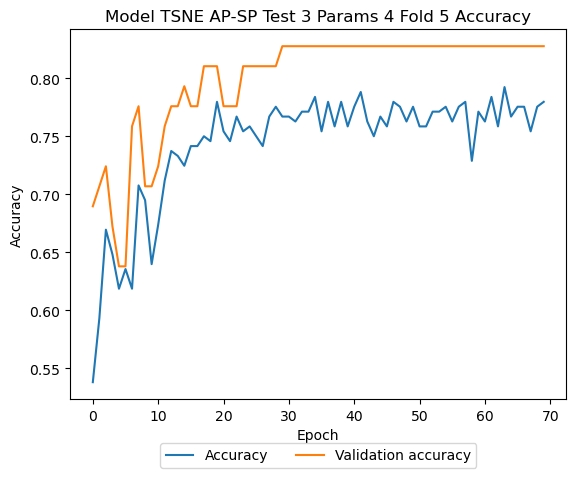 Model TSNE AP-SP Test 3 Params 4 Fold 5 Accuracy
Accuracy
0.80
0.75
0.70
0.65
0.60
0.55
0 10 20 30 40 50 60 70
Epoch
Accuracy Validation accuracy